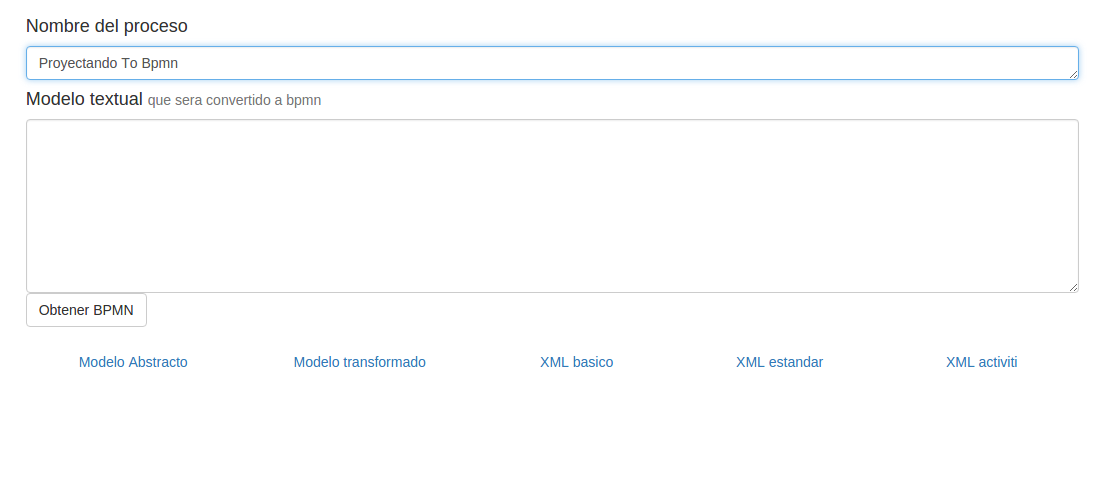 Nombre del proceso
Proyectando To Bpmn
Modelo textual que sera convertido a bpmn
Obtener BPMN
Modelo Abstracto Modelo transformado XML basico XML estandar XML activiti